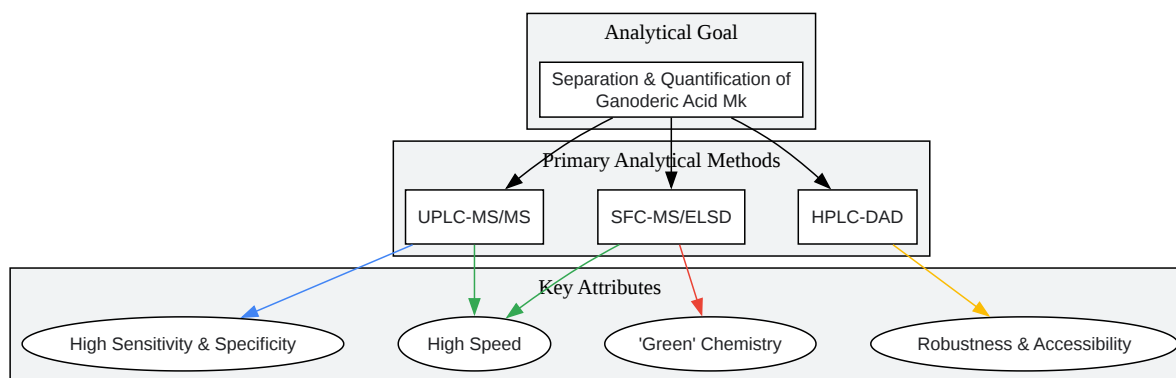 Analytical Goal
Separation & Quantification of
Ganoderic Acid Mk
Primary Analytical Methods
UPLC-MS/MS
SFC-MS/ELSD
HPLC-DAD
Key Attributes
High Sensitivity & Specificity
High Speed
'Green' Chemistry
Robustness & Accessibility